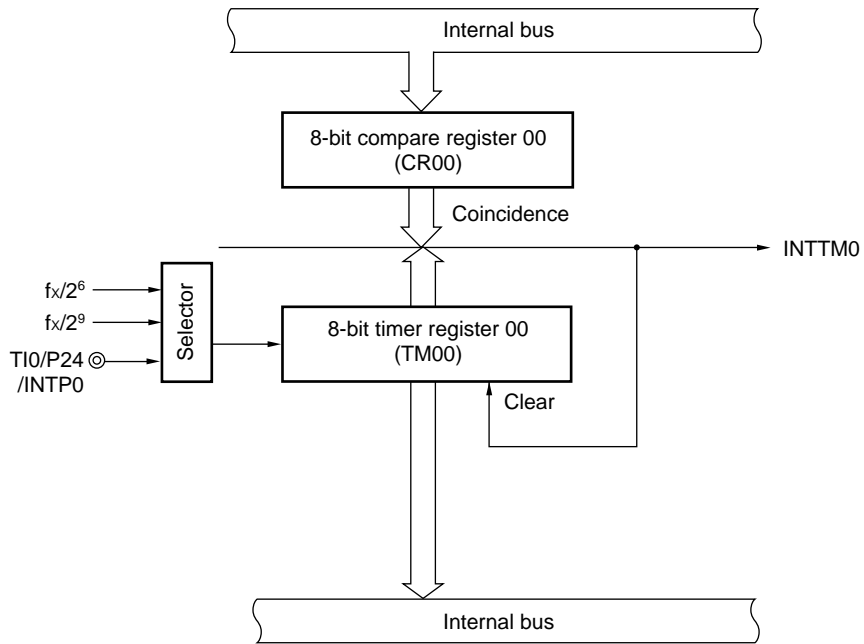 Internal bus
8-bit compare register 00
(CR00)
Coincidence
INTTM0
fx/2⁶
fx/2⁹
TI0/P24
/INTP0
Selector
8-bit timer register 00
(TM00)
Clear
Internal bus